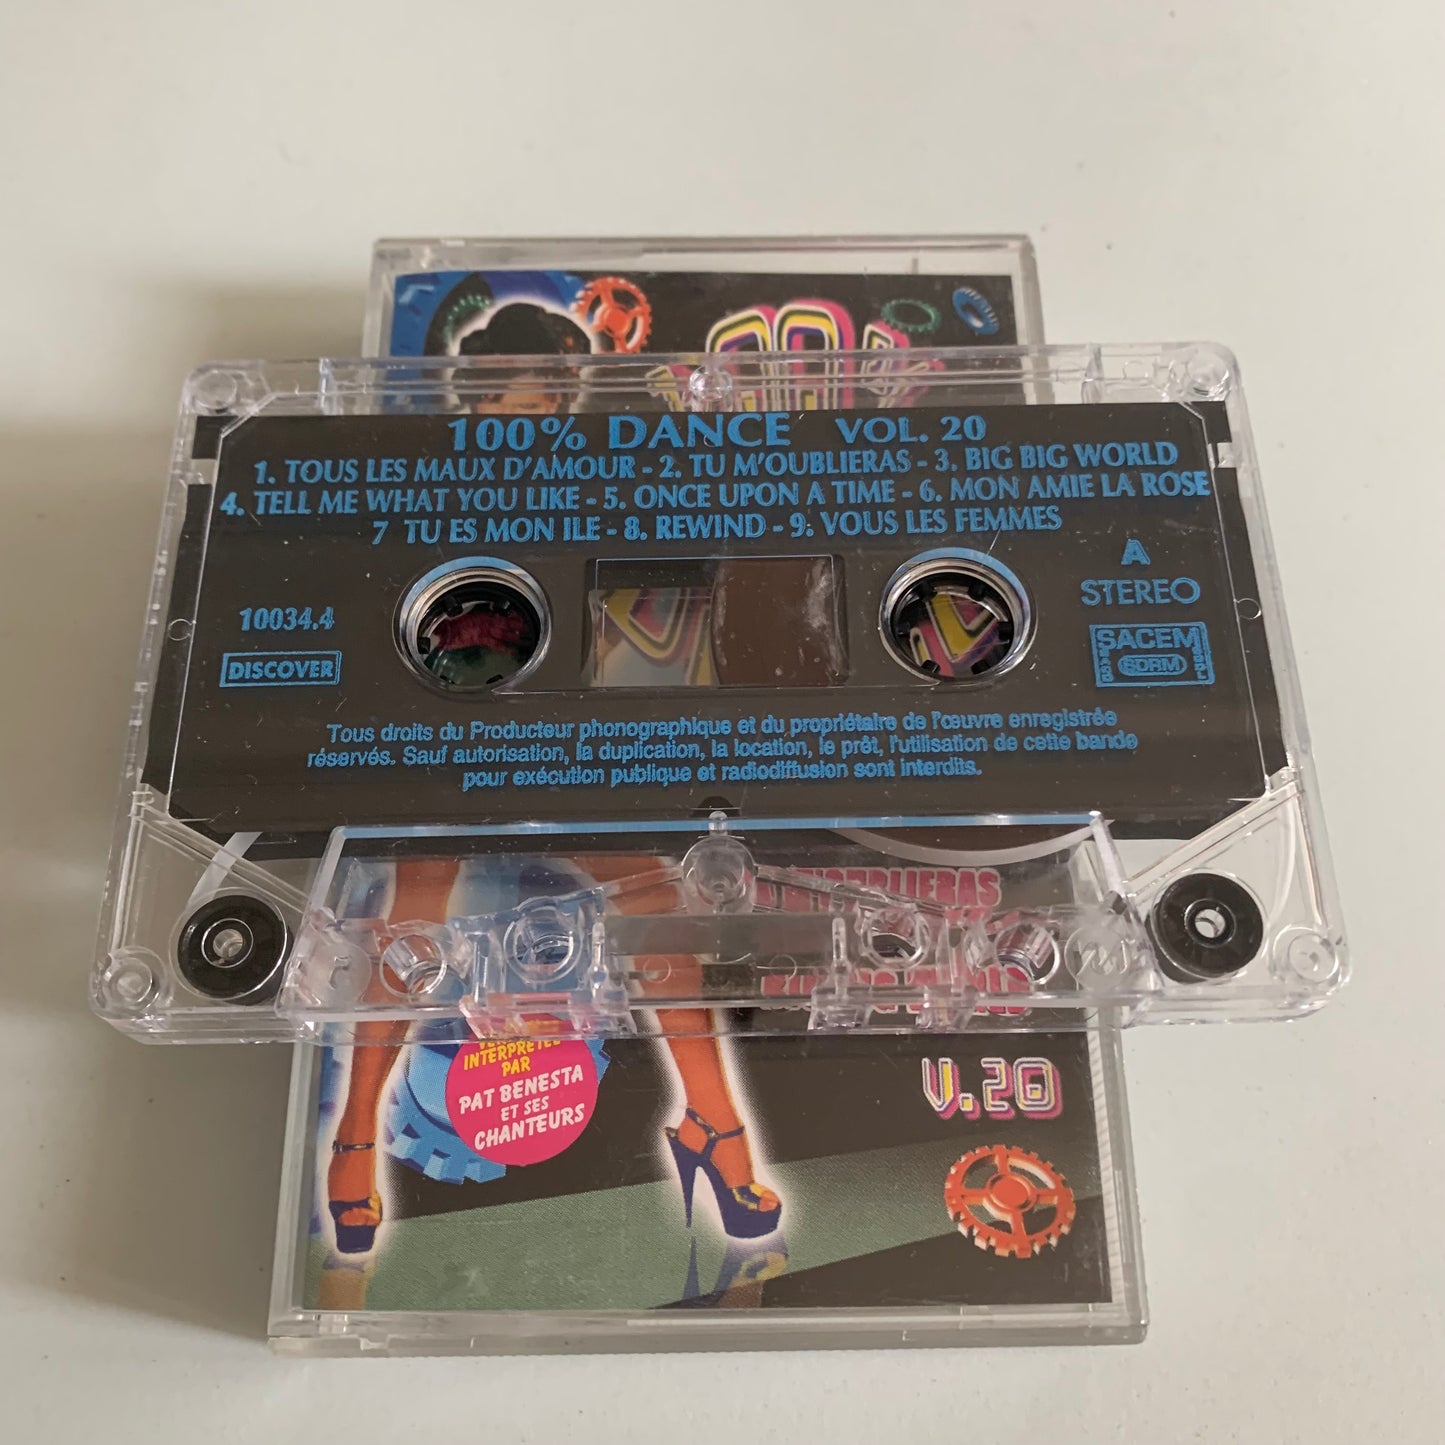 100% DANCE VOL. 20
1. TOUS LES MAUX D'AMOUR - 2. TU M'OUBLIERAS - 3. BIG BIG WORLD
4. TELL ME WHAT YOU LIKE - 5. ONCE UPON A TIME - 6. MON AMIE LA ROSE
7 TU ES MON ILE - 8. REWIND - 9. VOUS LES FEMMES
A
STEREO
10034.4
DISCOVER
SACEM
SDRM
Tous droits du Producteur phonographique et du propriétaire de l'œuvre enregistrée
réservés. Sauf autorisation, la duplication, la location, le prêt, l'utilisation de cette bande
pour exécution publique et radiodiffusion sont interdits.
INTERPRÉTÉE
PAR
PAT BENESTA
ET SES
CHANTEURS
V.20